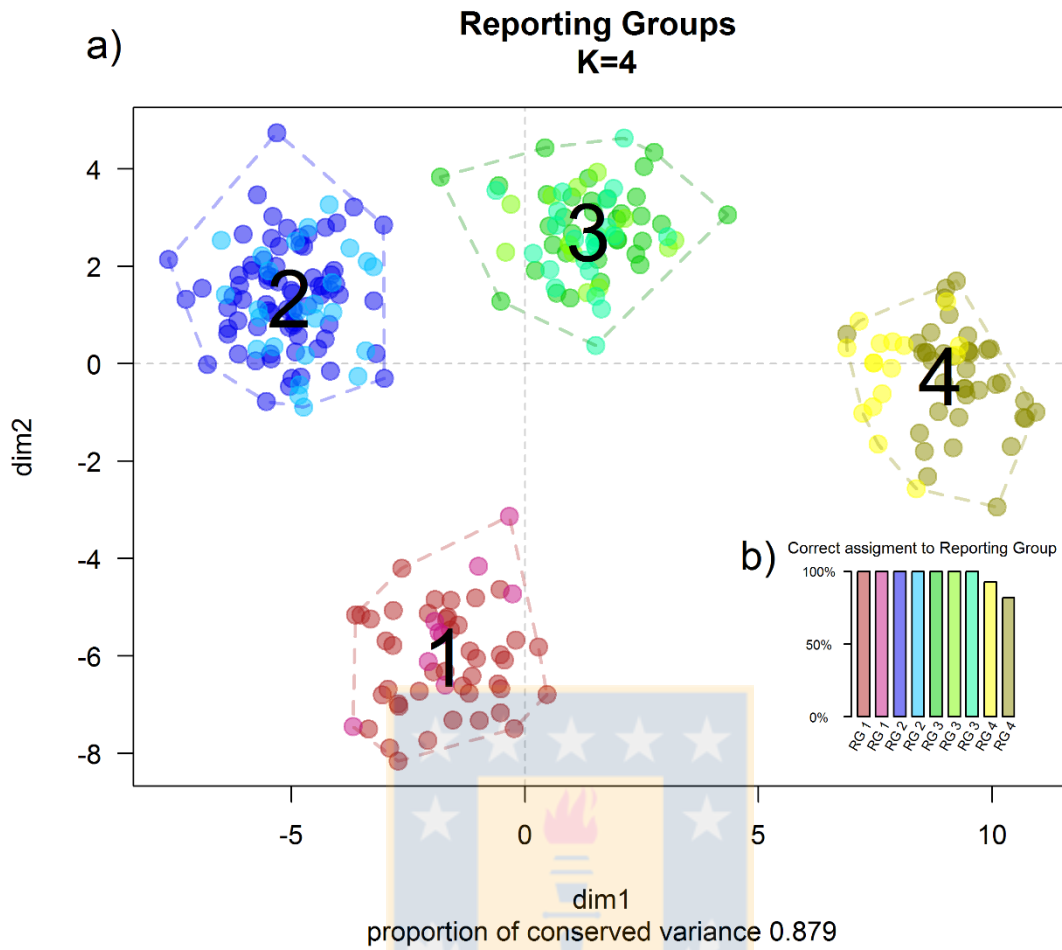 Reporting Groups
K=4
a)
4
2
0
-2
-4
-6
-8
dim2
2
3
4
1
b)
Correct assigment to Reporting Group
100%
50%
0%
RG 1
RG 1
RG 2
RG 2
RG 3
RG 3
RG 3
RG 4
RG 4
-5
0
5
10
dim1
proportion of conserved variance 0.879